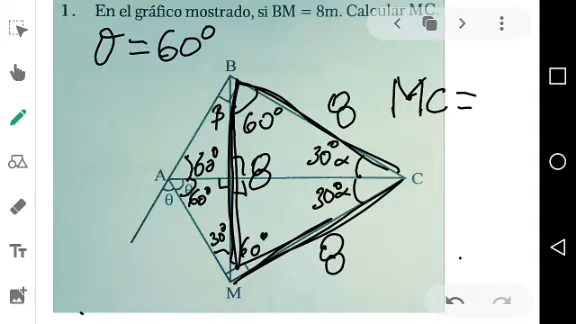 1. En el gráfico mostrado, si BM = 8m. Calcular MC.
θ = 60°
B
MC =
8
β 60°
A 60° 8 30° α C
θ θ 60° 30° α
30° 60° 8
M
Tt